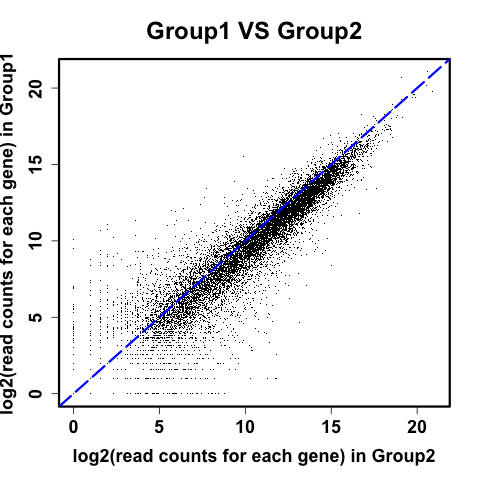 Group1 VS Group2
log2(read counts for each gene) in Group1
20
15
10
5
0
0 5 10 15 20
log2(read counts for each gene) in Group2